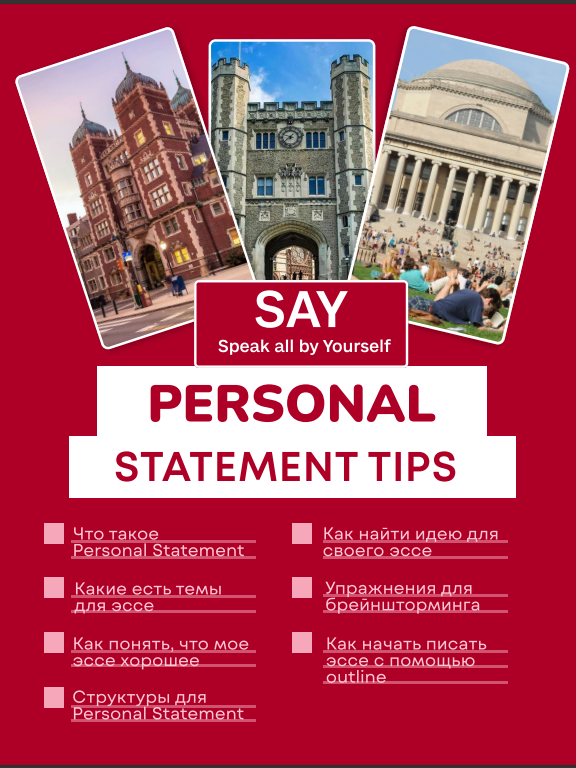 SAY
Speak all by Yourself
PERSONAL
STATEMENT TIPS
Что такое
Personal Statement
Какие есть темы
для эссе
Как понять, что мое
эссе хорошее
Структуры для
Personal Statement
Как найти идею для
своего эссе
Упражнения для
брейншторминга
Как начать писать
эссе с помощью
outline